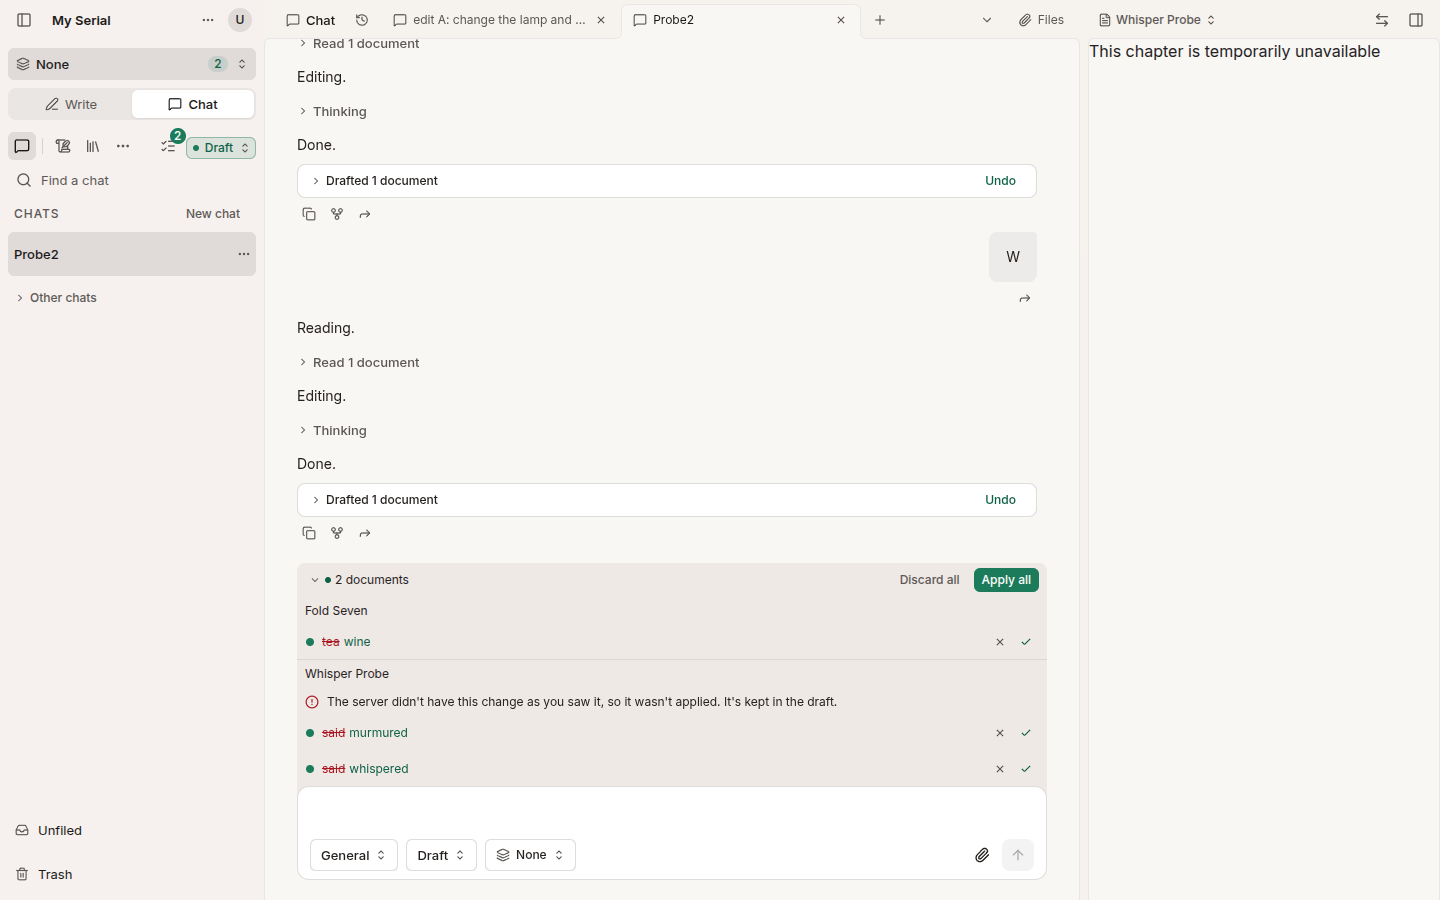 My Serial
U
None
2
Write
Chat
2
Draft
Find a chat
CHATS
New chat
Probe2
Other chats
Unfiled
Trash
Chat
edit A: change the lamp and ...
Probe2
Files
Read 1 document
Editing.
Thinking
Done.
Drafted 1 document
Undo
W
Reading.
Read 1 document
Editing.
Thinking
Done.
Drafted 1 document
Undo
2 documents
Discard all
Apply all
Fold Seven
tea wine
Whisper Probe
The server didn't have this change as you saw it, so it wasn't applied. It's kept in the draft.
said murmured
said whispered
General
Draft
None
Whisper Probe
This chapter is temporarily unavailable